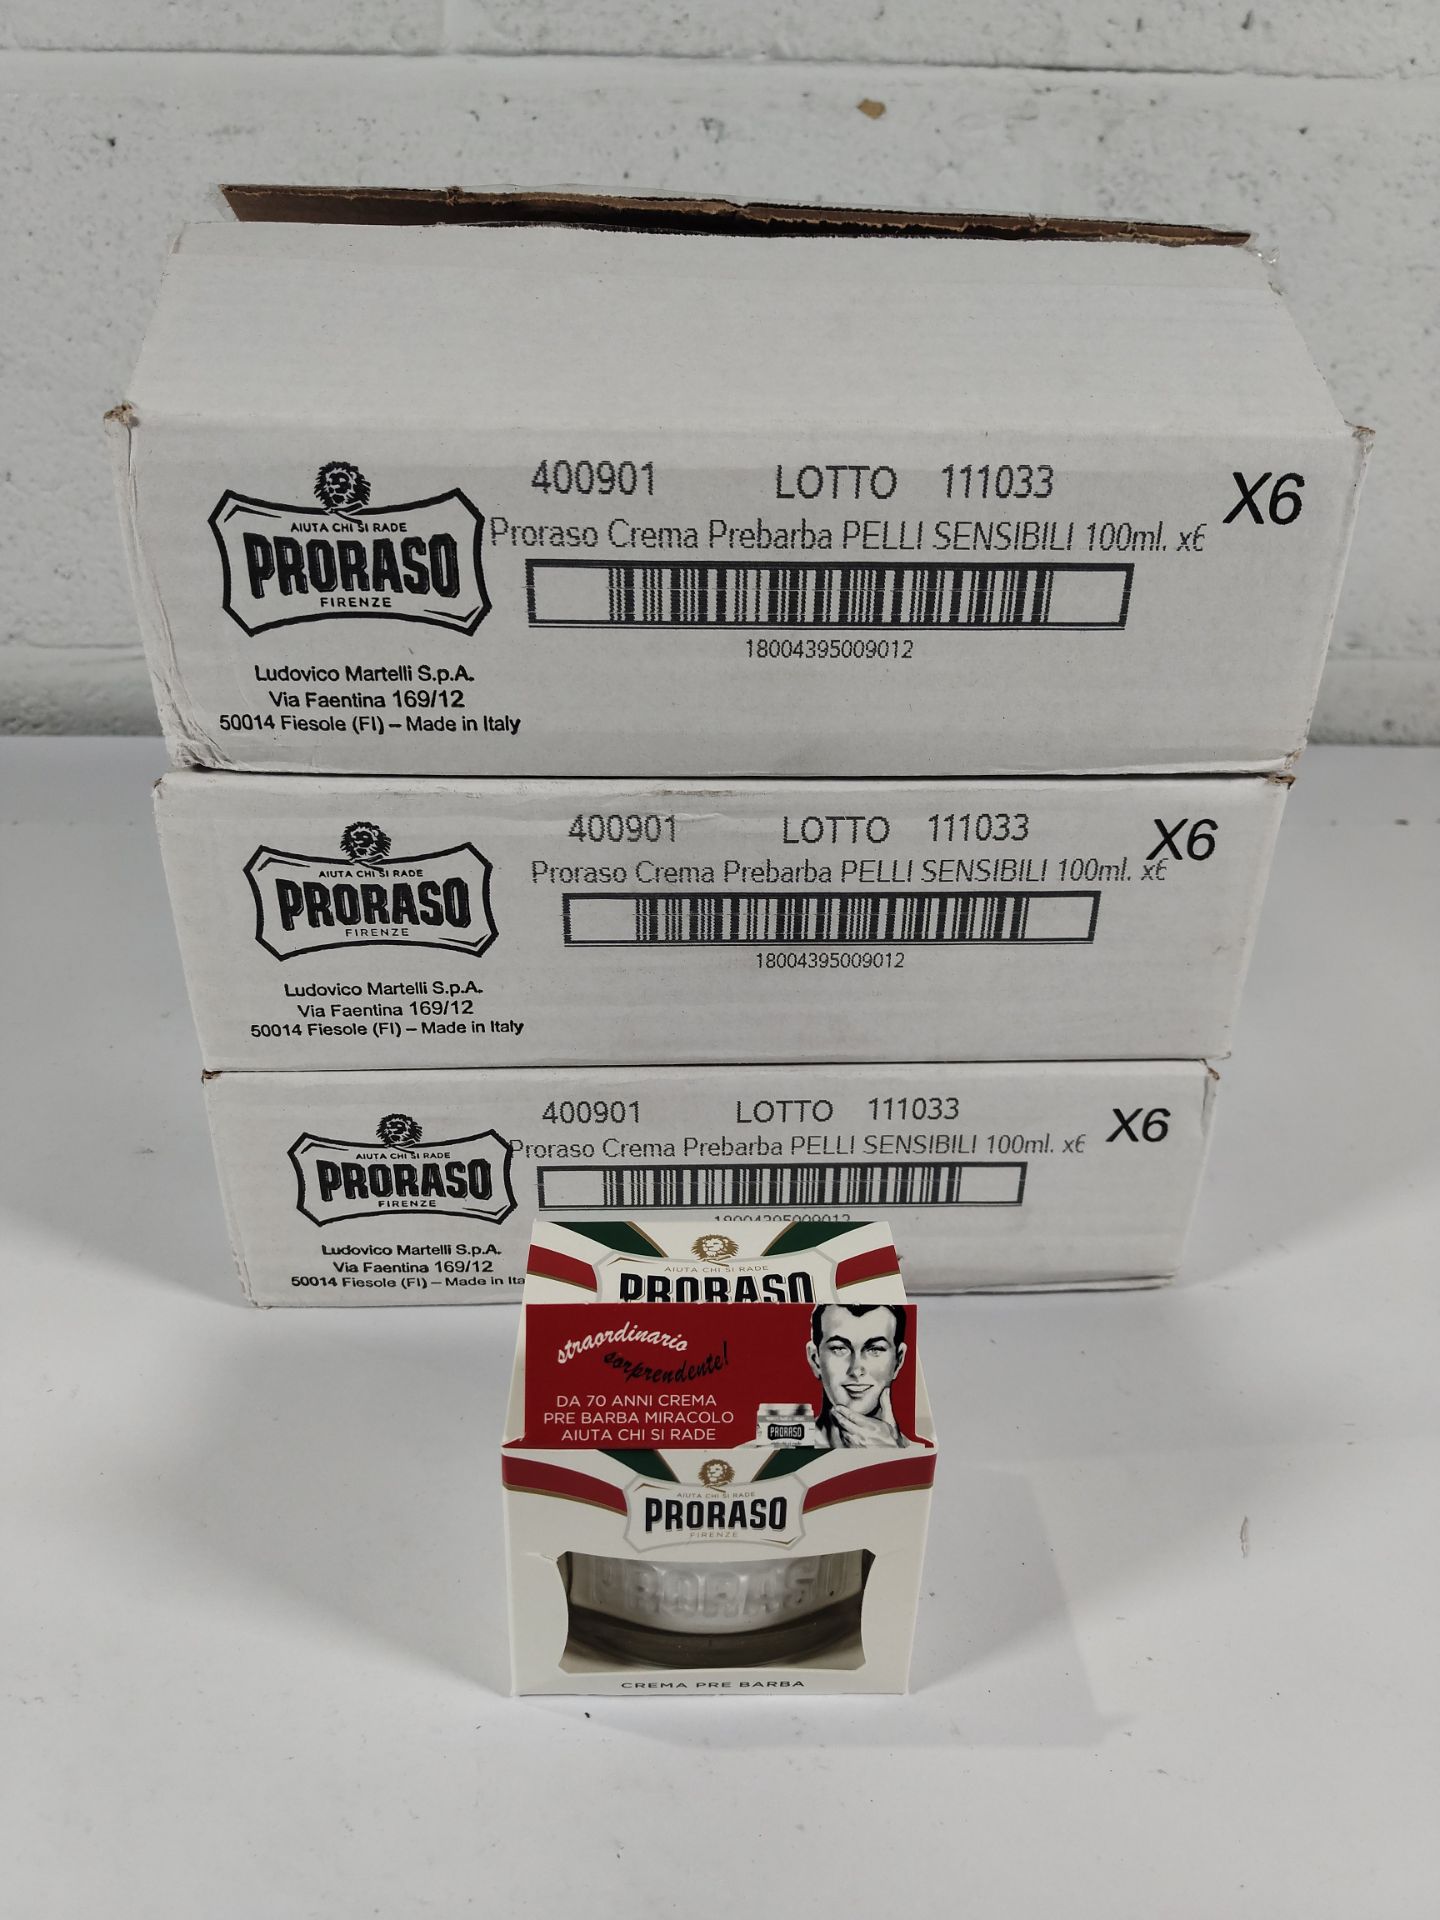 400901 LOTTO 111033 X6
Proraso Crema Prebarba PELLI SENSIBILI 100ml. x6
AIUTA CHI SI RADE
PRORASO
FIRENZE
18004395009012
Ludovico Martelli S.p.A.
Via Faentina 169/12
50014 Fiesole (FI) – Made in Italy
400901 LOTTO 111033 X6
Proraso Crema Prebarba PELLI SENSIBILI 100ml. x6
AIUTA CHI SI RADE
PRORASO
FIRENZE
18004395009012
Ludovico Martelli S.p.A.
Via Faentina 169/12
50014 Fiesole (FI) – Made in Italy
400901 LOTTO 111033 X6
Proraso Crema Prebarba PELLI SENSIBILI 100ml. x6
AIUTA CHI SI RADE
PRORASO
FIRENZE
18004395009012
Ludovico Martelli S.p.A.
Via Faentina 169/12
50014 Fiesole (FI) – Made in Ita
AIUTA CHI SI RADE
PRORASO
straordinario
sorprendente!
DA 70 ANNI CREMA
PRE BARBA MIRACOLO
AIUTA CHI SI RADE
PRORASO
AIUTA CHI SI RADE
PRORASO
FIRENZE
PRORASO
CREMA PRE BARBA